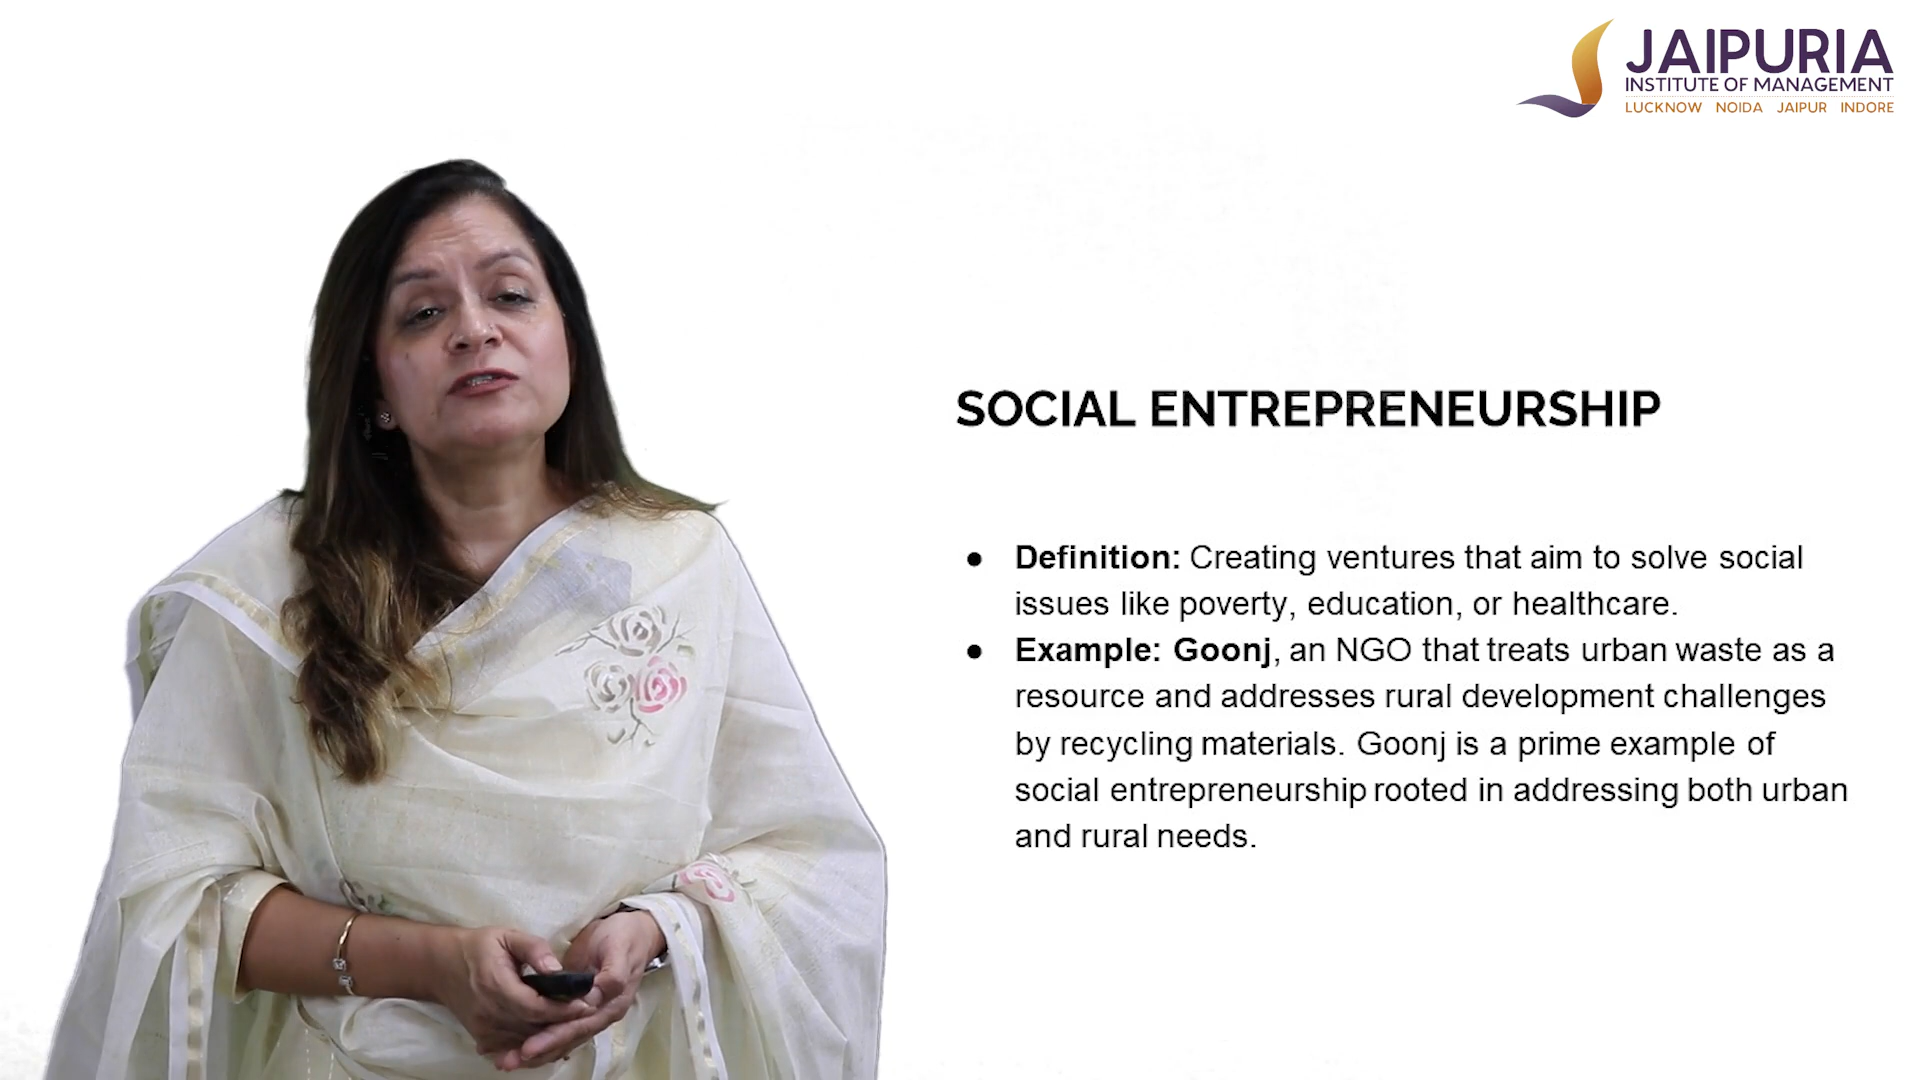 JAIPURIA
INSTITUTE OF MANAGEMENT
LUCKNOW NOIDA JAIPUR INDORE
SOCIAL ENTREPRENEURSHIP
● Definition: Creating ventures that aim to solve social
issues like poverty, education, or healthcare.
● Example: Goonj, an NGO that treats urban waste as a
resource and addresses rural development challenges
by recycling materials. Goonj is a prime example of
social entrepreneurship rooted in addressing both urban
and rural needs.